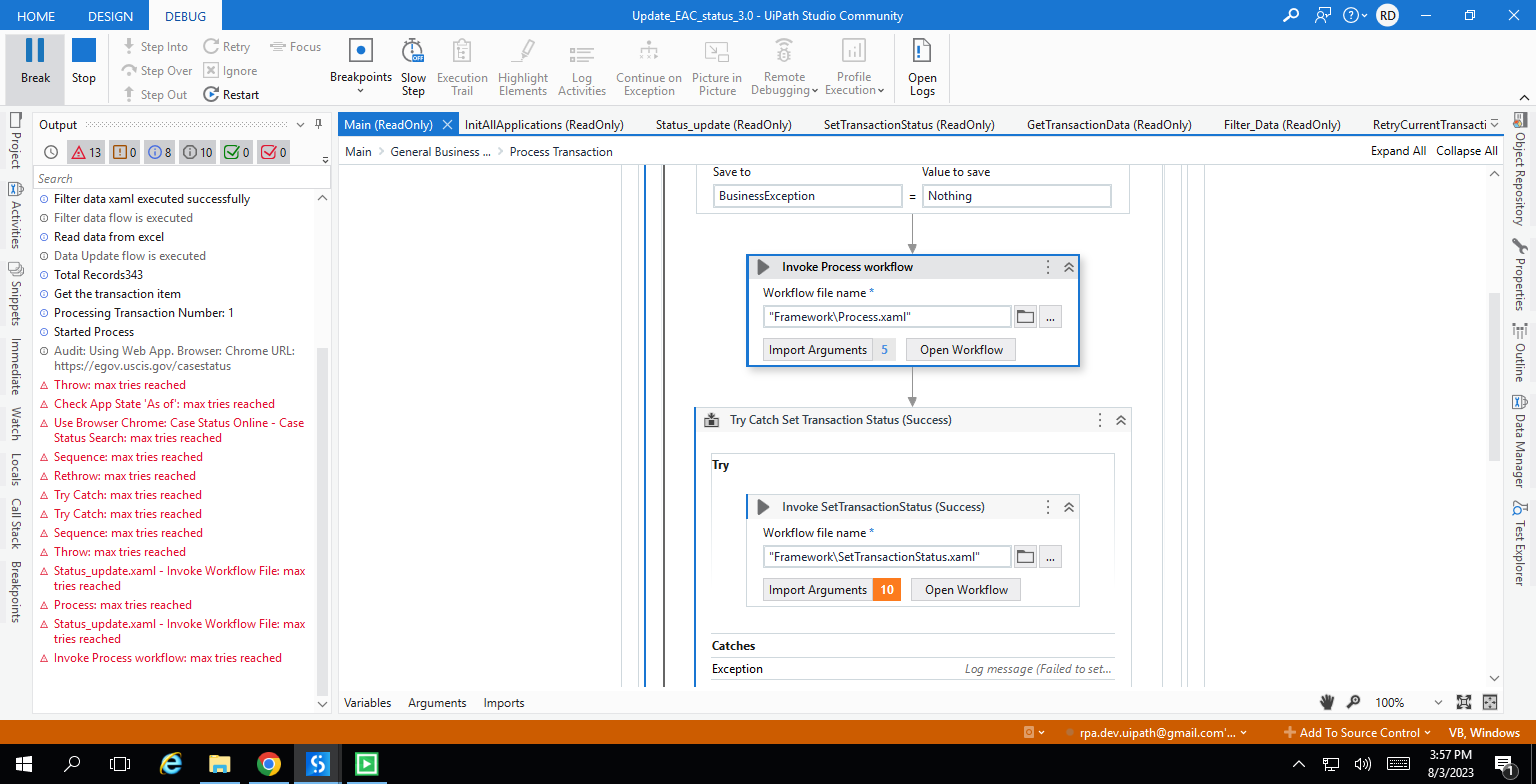 HOME DESIGN DEBUG Update_EAC_status_3.0 - UiPath Studio Community RD
Break
Stop
Step Into
Step Over
Step Out
Retry
Ignore
Restart
Focus
Breakpoints
Slow Step
OFF
Execution Trail
Highlight Elements
Log Activities
Continue on Exception
Picture in Picture
Remote Debugging
Profile Execution
Open Logs
Project
Activities
Snippets
Immediate
Watch
Locals
Call Stack
Breakpoints
Output
13 0 8 10 0 0
Search
Filter data xaml executed successfully
Filter data flow is executed
Read data from excel
Data Update flow is executed
Total Records343
Get the transaction item
Processing Transaction Number: 1
Started Process
Audit: Using Web App. Browser: Chrome URL:
https://egov.uscis.gov/casestatus
Throw: max tries reached
Check App State 'As of': max tries reached
Use Browser Chrome: Case Status Online - Case
Status Search: max tries reached
Sequence: max tries reached
Rethrow: max tries reached
Try Catch: max tries reached
Try Catch: max tries reached
Sequence: max tries reached
Throw: max tries reached
Status_update.xaml - Invoke Workflow File: max
tries reached
Process: max tries reached
Status_update.xaml - Invoke Workflow File: max
tries reached
Invoke Process workflow: max tries reached
Main (ReadOnly) InitAllApplications (ReadOnly) Status_update (ReadOnly) SetTransactionStatus (ReadOnly) GetTransactionData (ReadOnly) Filter_Data (ReadOnly) RetryCurrentTransacti
Main General Business ... Process Transaction Expand All Collapse All
Save to Value to save
BusinessException = Nothing
Invoke Process workflow
Workflow file name *
"Framework\Process.xaml" ...
Import Arguments 5 Open Workflow
Try Catch Set Transaction Status (Success)
Try
Invoke SetTransactionStatus (Success)
Workflow file name *
"Framework\SetTransactionStatus.xaml" ...
Import Arguments 10 Open Workflow
Catches
Exception Log message (Failed to set...
Variables Arguments Imports 100%
Object Repository
Properties
Outline
Data Manager
Test Explorer
rpa.dev.uipath@gmail.com'... Add To Source Control VB, Windows
3:57 PM
8/3/2023
1